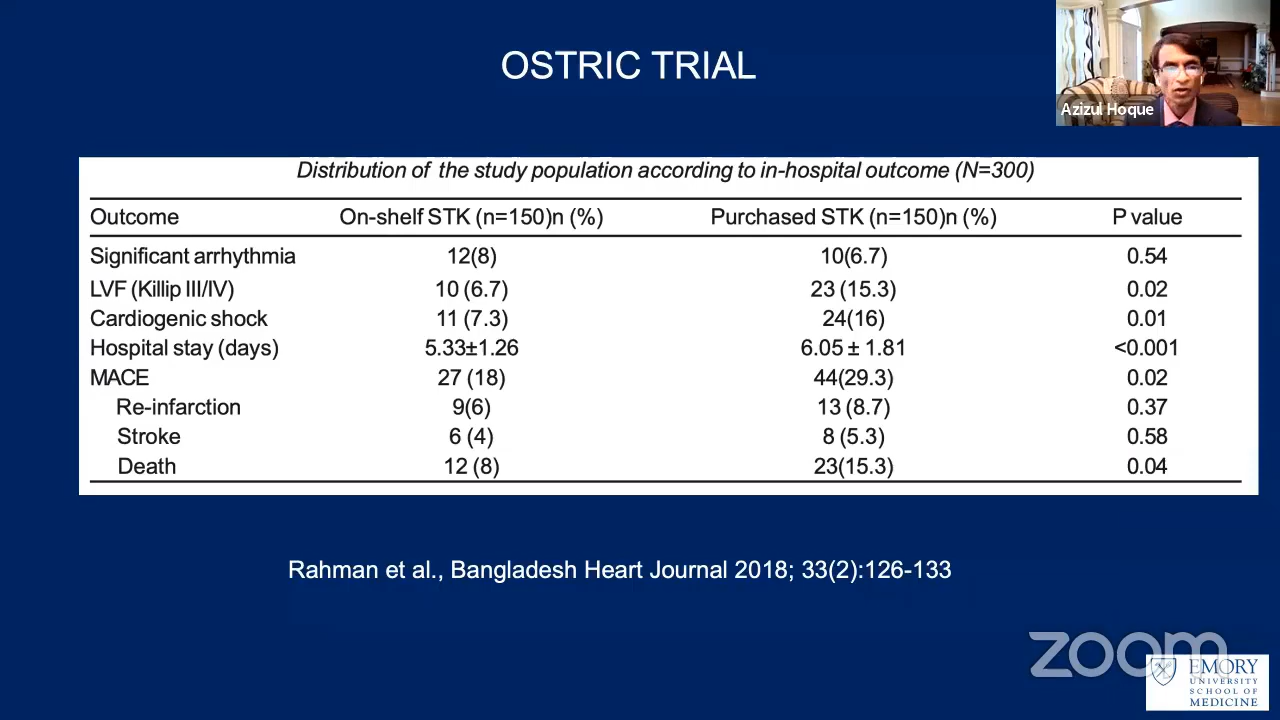 OSTRIC TRIAL
Azizul Hoque
Distribution of the study population according to in-hospital outcome (N=300)
Outcome On-shelf STK (n=150)n (%) Purchased STK (n=150)n (%) P value
Significant arrhythmia 12(8) 10(6.7) 0.54
LVF (Killip III/IV) 10 (6.7) 23 (15.3) 0.02
Cardiogenic shock 11 (7.3) 24(16) 0.01
Hospital stay (days) 5.33±1.26 6.05 ± 1.81 <0.001
MACE 27 (18) 44(29.3) 0.02
Re-infarction 9(6) 13 (8.7) 0.37
Stroke 6 (4) 8 (5.3) 0.58
Death 12 (8) 23(15.3) 0.04
Rahman et al., Bangladesh Heart Journal 2018; 33(2):126-133
zoom
EMORY
UNIVERSITY
SCHOOL OF
MEDICINE